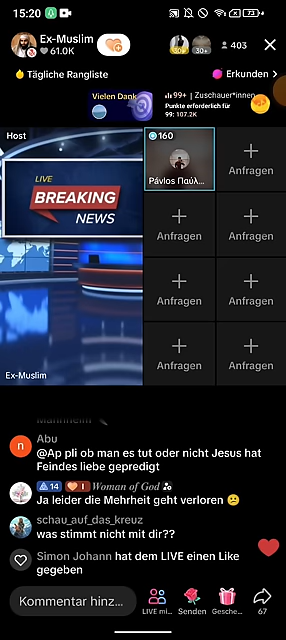 15:20
73
Ex-Muslim
61.0K
30+
403
Tägliche Rangliste
Erkunden >
Vielen Dank
99+ | Zuschauer*innen
Punkte erforderlich für
99: 107.2K
Host
LIVE
BREAKING
NEWS
Ex-Muslim
160
Pávlos Παύλ...
Anfragen
Anfragen
Anfragen
Anfragen
Anfragen
Anfragen
Anfragen
Mannheim
Abu
@Ap pli ob man es tut oder nicht Jesus hat
Feindes liebe gepredigt
14 I Woman of God
Ja leider die Mehrheit geht verloren
schau_auf_das_kreuz
was stimmt nicht mit dir??
Simon Johann hat dem LIVE einen Like
gegeben
Kommentar hinz...
LIVE mi...
Senden
Gesche...
67